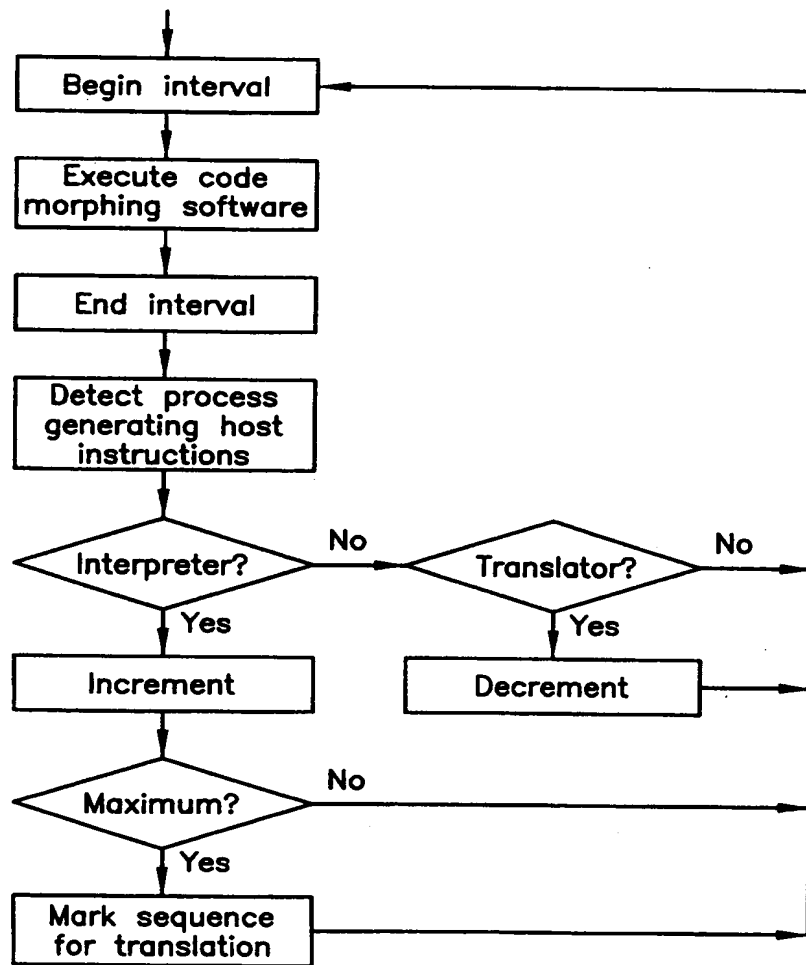 Begin interval
Execute code
morphing software
End interval
Detect process
generating host
instructions
Interpreter?
No
Translator?
No
Yes
Yes
Increment
Decrement
Maximum?
No
Yes
Mark sequence
for translation